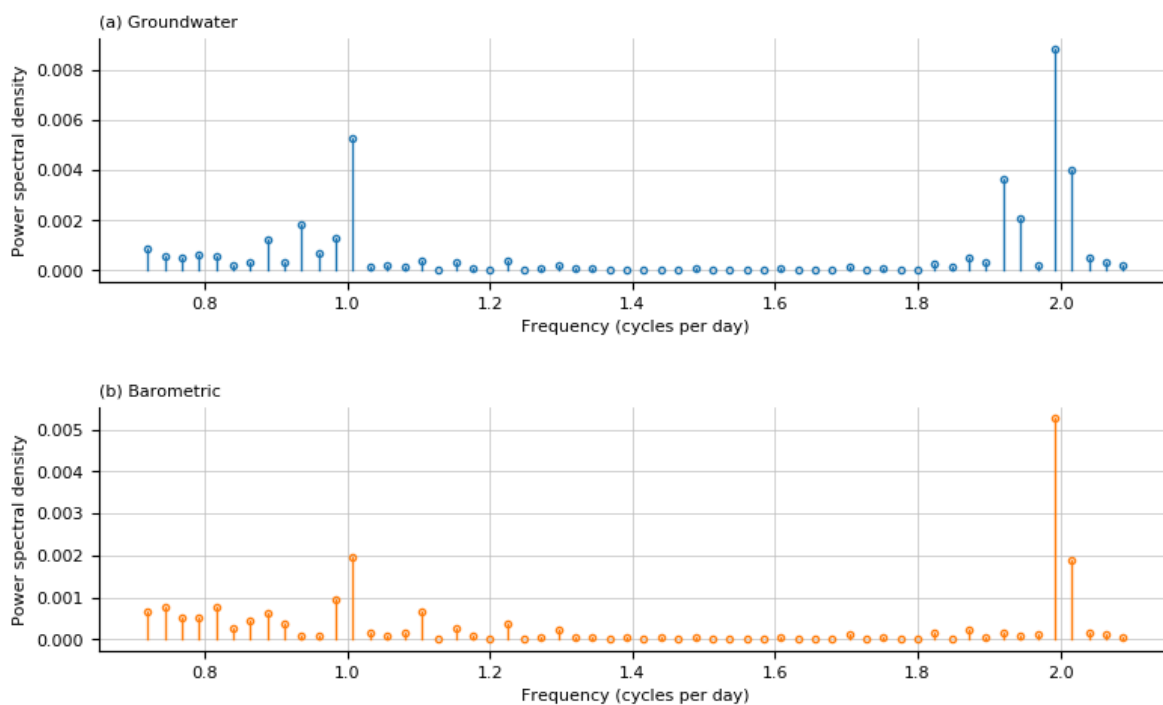 (a) Groundwater
Power spectral density
0.008
0.006
0.004
0.002
0.000
0.8 1.0 1.2 1.4 1.6 1.8 2.0
Frequency (cycles per day)
(b) Barometric
Power spectral density
0.005
0.004
0.003
0.002
0.001
0.000
0.8 1.0 1.2 1.4 1.6 1.8 2.0
Frequency (cycles per day)